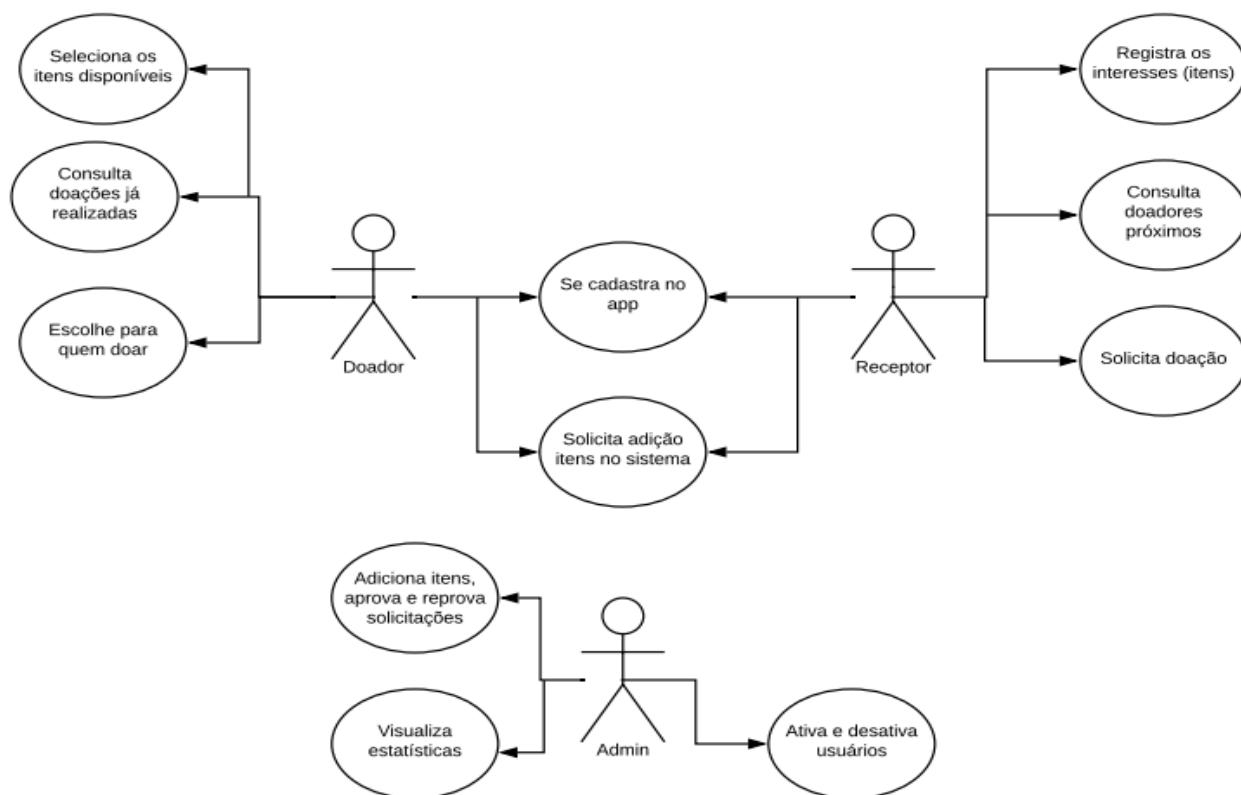 Seleciona os
itens disponíveis
Consulta
doações já
realizadas
Escolhe para
quem doar
Doador
Se cadastra no
app
Solicita adição
itens no sistema
Receptor
Registra os
interesses (itens)
Consulta
doadores
próximos
Solicita doação
Adiciona itens,
aprova e reprova
solicitações
Visualiza
estatísticas
Admin
Ativa e desativa
usuários